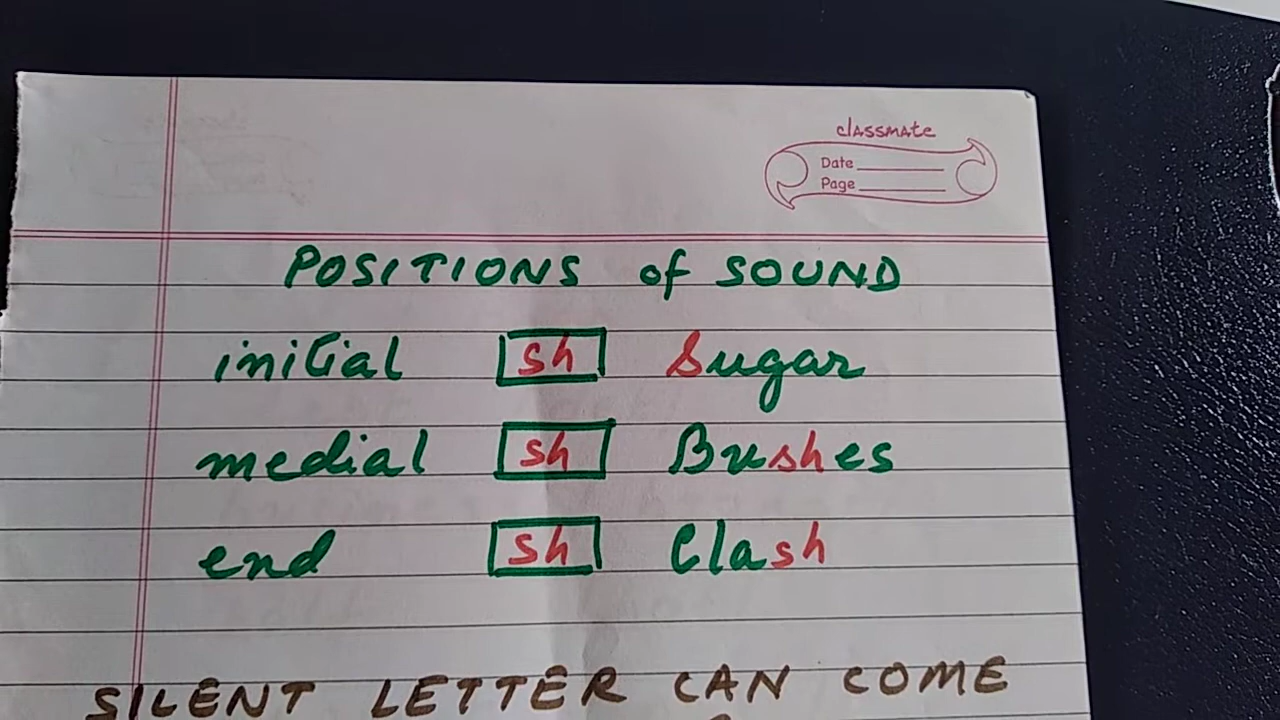 classmate
Date
Page
POSITIONS of SOUND
initial sh Sugar
medial sh Bushes
end sh Clash
SILENT LETTER CAN COME